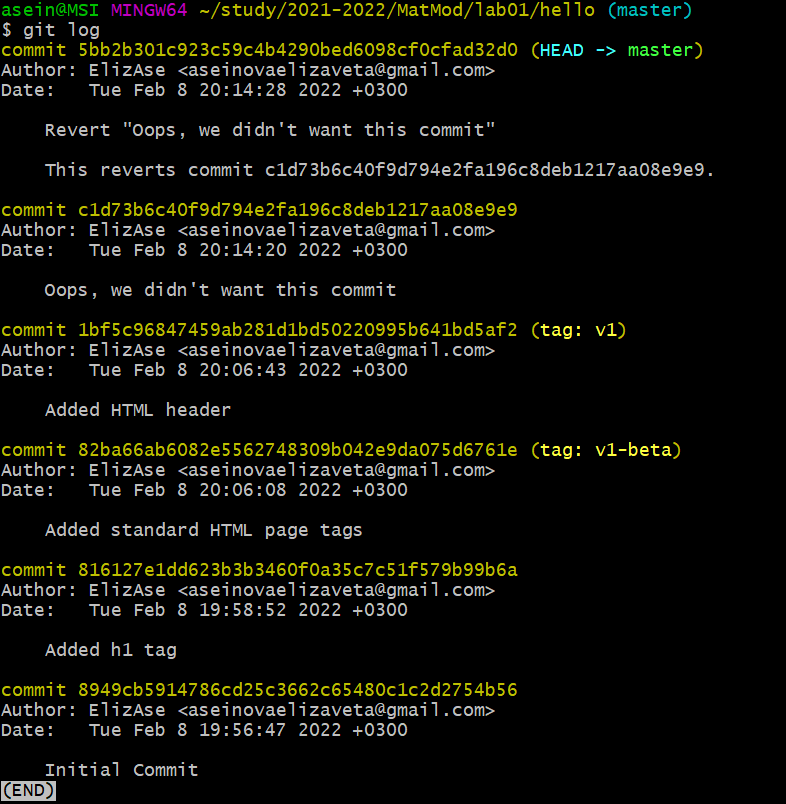 asein@MSI MINGW64 ~/study/2021-2022/MatMod/lab01/hello (master)
$ git log
commit 5bb2b301c923c59c4b4290bed6098cf0cfad32d0 (HEAD -> master)
Author: ElizAse <aseinovaelizaveta@gmail.com>
Date:   Tue Feb 8 20:14:28 2022 +0300
    Revert "Oops, we didn't want this commit"
    This reverts commit c1d73b6c40f9d794e2fa196c8deb1217aa08e9e9.
commit c1d73b6c40f9d794e2fa196c8deb1217aa08e9e9
Author: ElizAse <aseinovaelizaveta@gmail.com>
Date:   Tue Feb 8 20:14:20 2022 +0300
    Oops, we didn't want this commit
commit 1bf5c96847459ab281d1bd50220995b641bd5af2 (tag: v1)
Author: ElizAse <aseinovaelizaveta@gmail.com>
Date:   Tue Feb 8 20:06:43 2022 +0300
    Added HTML header
commit 82ba66ab6082e5562748309b042e9da075d6761e (tag: v1-beta)
Author: ElizAse <aseinovaelizaveta@gmail.com>
Date:   Tue Feb 8 20:06:08 2022 +0300
    Added standard HTML page tags
commit 816127e1dd623b3b3460f0a35c7c51f579b99b6a
Author: ElizAse <aseinovaelizaveta@gmail.com>
Date:   Tue Feb 8 19:58:52 2022 +0300
    Added h1 tag
commit 8949cb5914786cd25c3662c65480c1c2d2754b56
Author: ElizAse <aseinovaelizaveta@gmail.com>
Date:   Tue Feb 8 19:56:47 2022 +0300
    Initial Commit
(END)